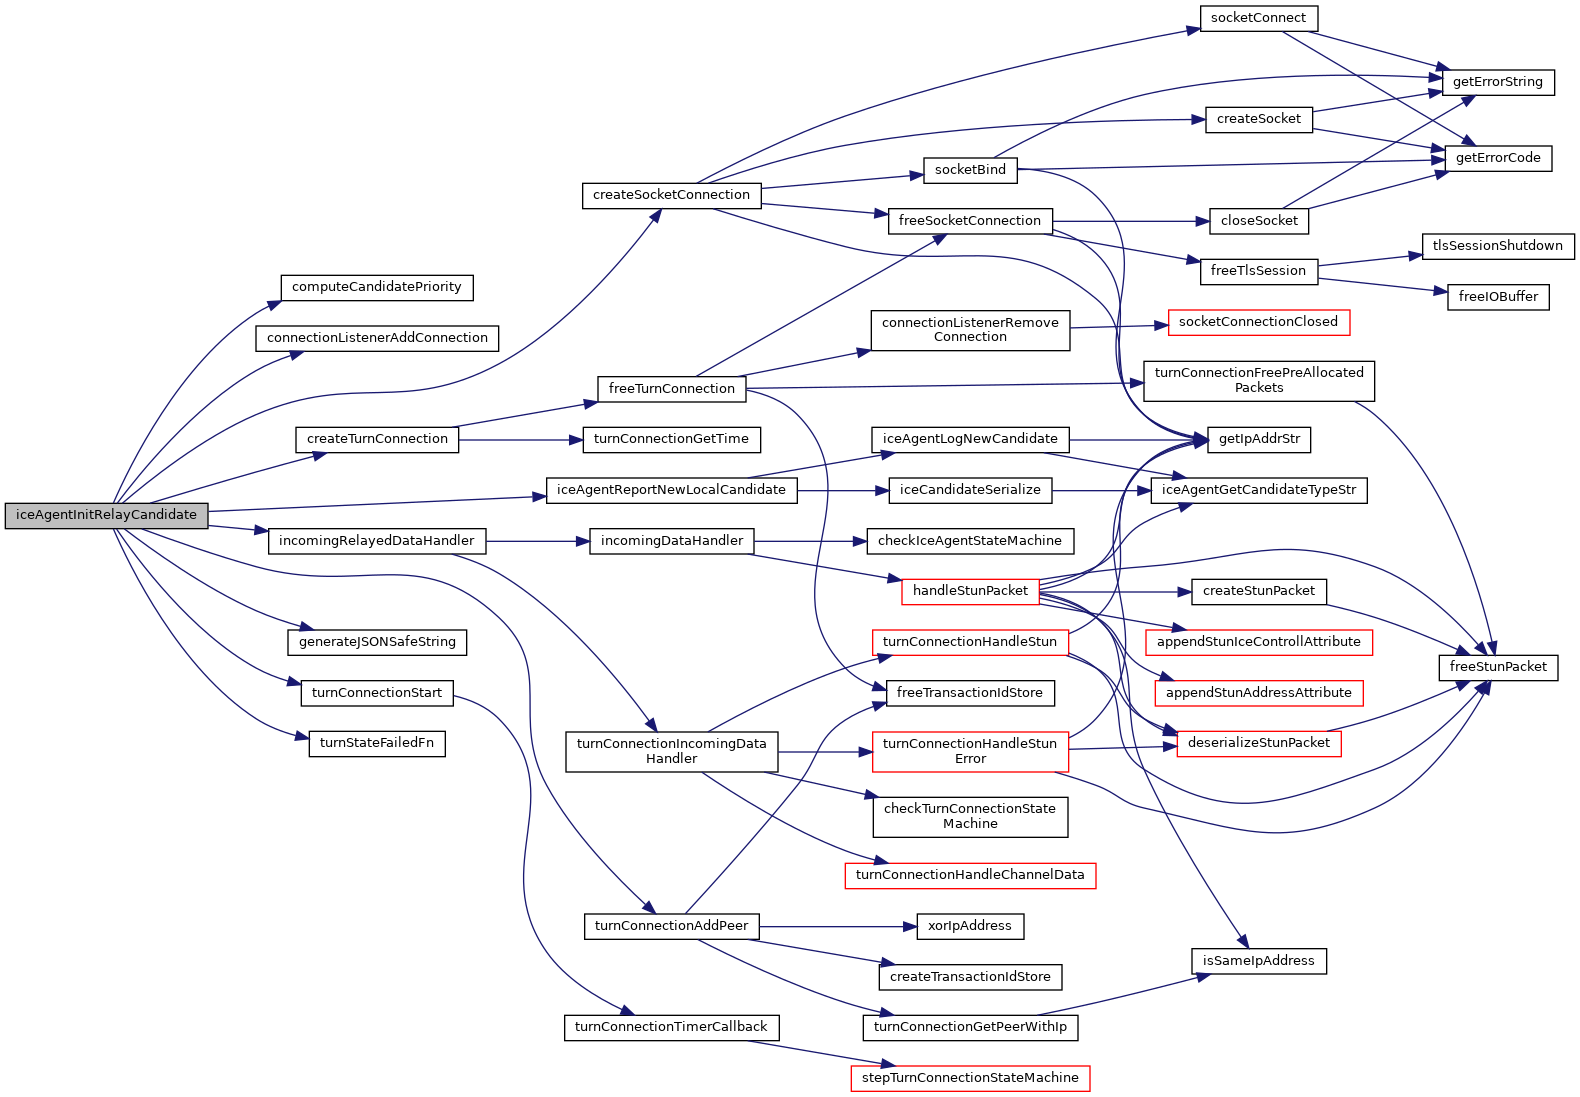 socketConnect
getErrorString
createSocket
getErrorCode
socketBind
createSocketConnection
freeSocketConnection
closeSocket
tlsSessionShutdown
freeTlsSession
computeCandidatePriority
freeIOBuffer
connectionListenerRemove
Connection
socketConnectionClosed
connectionListenerAddConnection
turnConnectionFreePreAllocated
Packets
freeTurnConnection
createTurnConnection
turnConnectionGetTime
iceAgentLogNewCandidate
getIpAddrStr
iceAgentReportNewLocalCandidate
iceCandidateSerialize
iceAgentGetCandidateTypeStr
iceAgentInitRelayCandidate
incomingRelayedDataHandler
incomingDataHandler
checkIceAgentStateMachine
handleStunPacket
createStunPacket
generateJSONSafeString
turnConnectionHandleStun
appendStunIceControllAttribute
freeStunPacket
turnConnectionStart
freeTransactionIdStore
appendStunAddressAttribute
turnStateFailedFn
turnConnectionIncomingData
Handler
turnConnectionHandleStun
Error
deserializeStunPacket
checkTurnConnectionState
Machine
turnConnectionHandleChannelData
turnConnectionAddPeer
xorIpAddress
createTransactionIdStore
isSameIpAddress
turnConnectionTimerCallback
turnConnectionGetPeerWithIp
stepTurnConnectionStateMachine